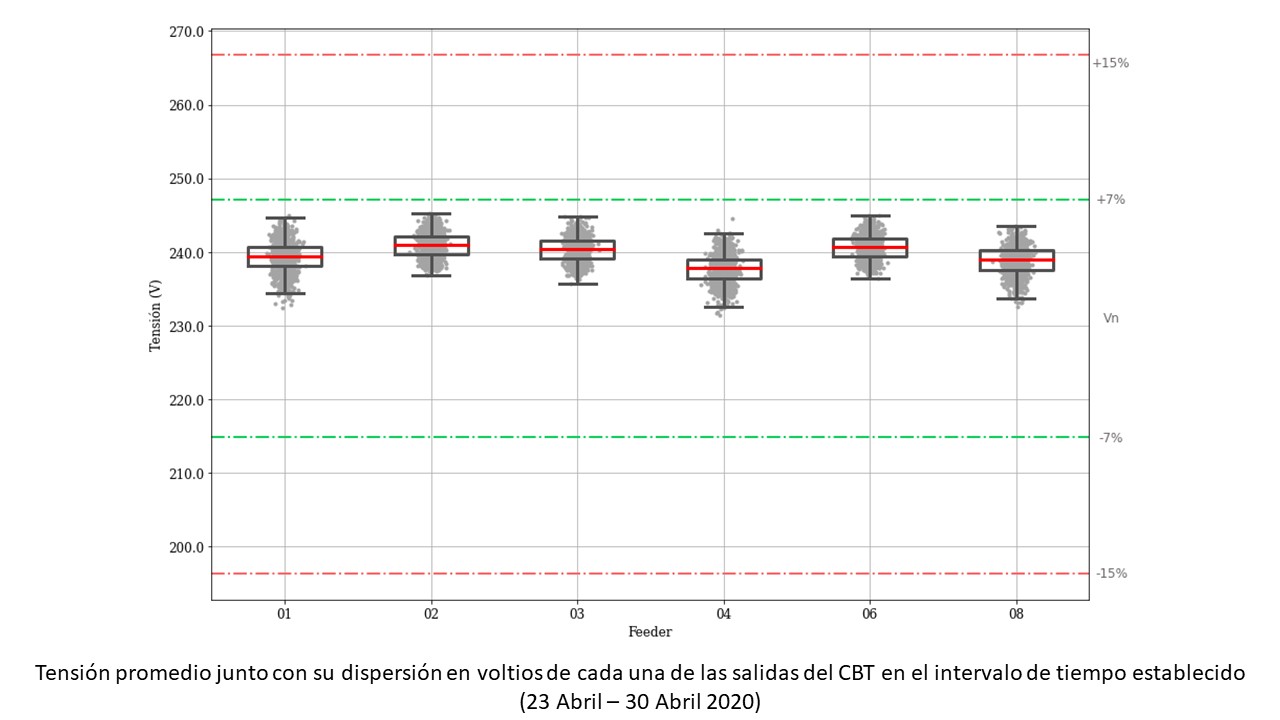 270.0
+15%
260.0
250.0
+7%
240.0
Tensión (V)
230.0
Vn
220.0
-7%
210.0
200.0
-15%
01 02 03 04 06 08
Feeder
Tensión promedio junto con su dispersión en voltios de cada una de las salidas del CBT en el intervalo de tiempo establecido
(23 Abril – 30 Abril 2020)